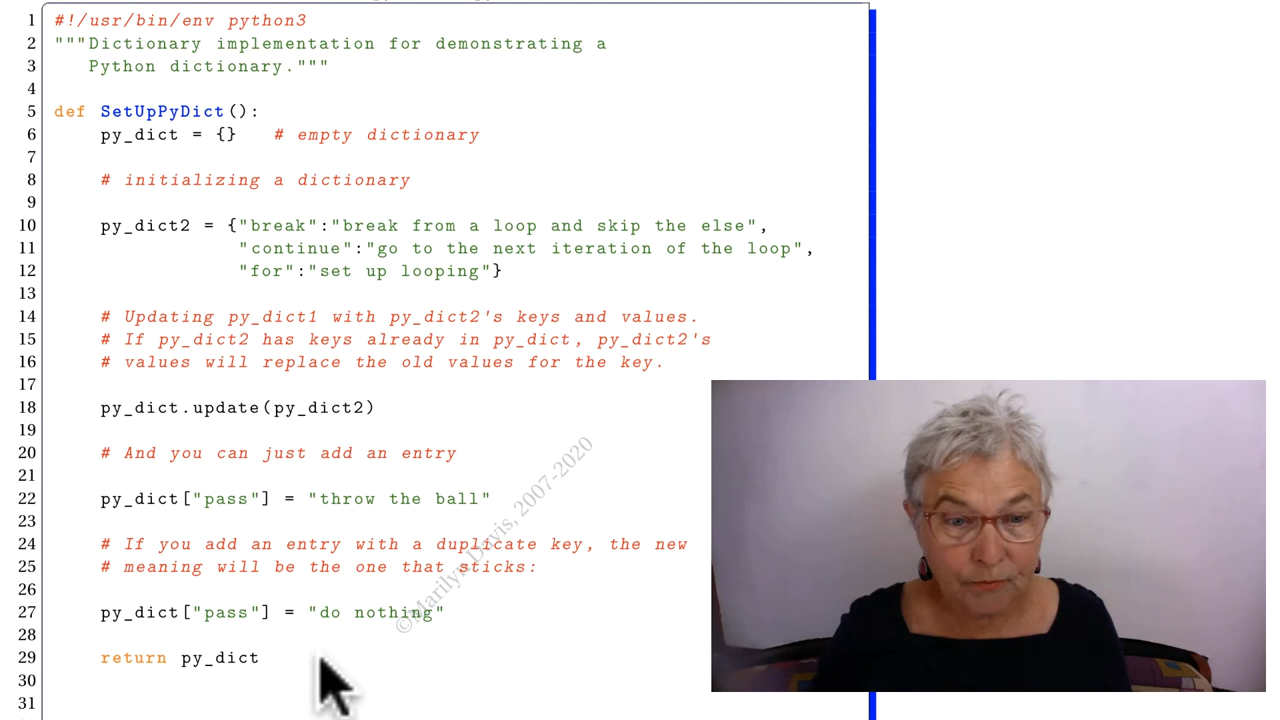 1 #!/usr/bin/env python3
2 """Dictionary implementation for demonstrating a
3    Python dictionary."""
4
5 def SetUpPyDict():
6     py_dict = {}   # empty dictionary
7
8     # initializing a dictionary
9
10     py_dict2 = {"break":"break from a loop and skip the else",
11                 "continue":"go to the next iteration of the loop",
12                 "for":"set up looping"}
13
14     # Updating py_dict1 with py_dict2's keys and values.
15     # If py_dict2 has keys already in py_dict, py_dict2's
16     # values will replace the old values for the key.
17
18     py_dict.update(py_dict2)
19
20     # And you can just add an entry
21
22     py_dict["pass"] = "throw the ball"
23
24     # If you add an entry with a duplicate key, the new
25     # meaning will be the one that sticks:
26
27     py_dict["pass"] = "do nothing"
28
29     return py_dict
30
31
©Marilyn Davis, 2007-2020